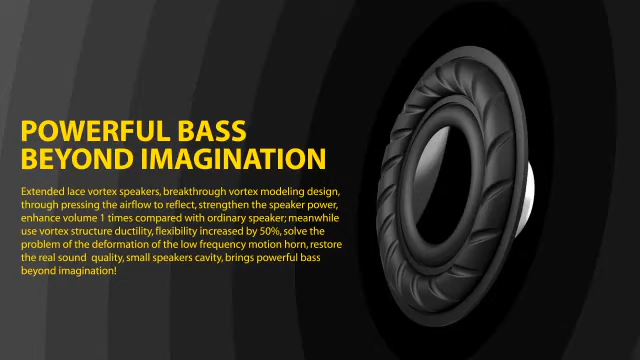 POWERFUL BASS
BEYOND IMAGINATION
Extended lace vortex speakers, breakthrough vortex modeling design,
through pressing the airflow to reflect, strengthen the speaker power,
enhance volume 1 times compared with ordinary speaker; meanwhile
use vortex structure ductility, flexibility increased by 50%, solve the
problem of the deformation of the low frequency motion horn, restore
the real sound quality, small speakers cavity, brings powerful bass
beyond imagination!